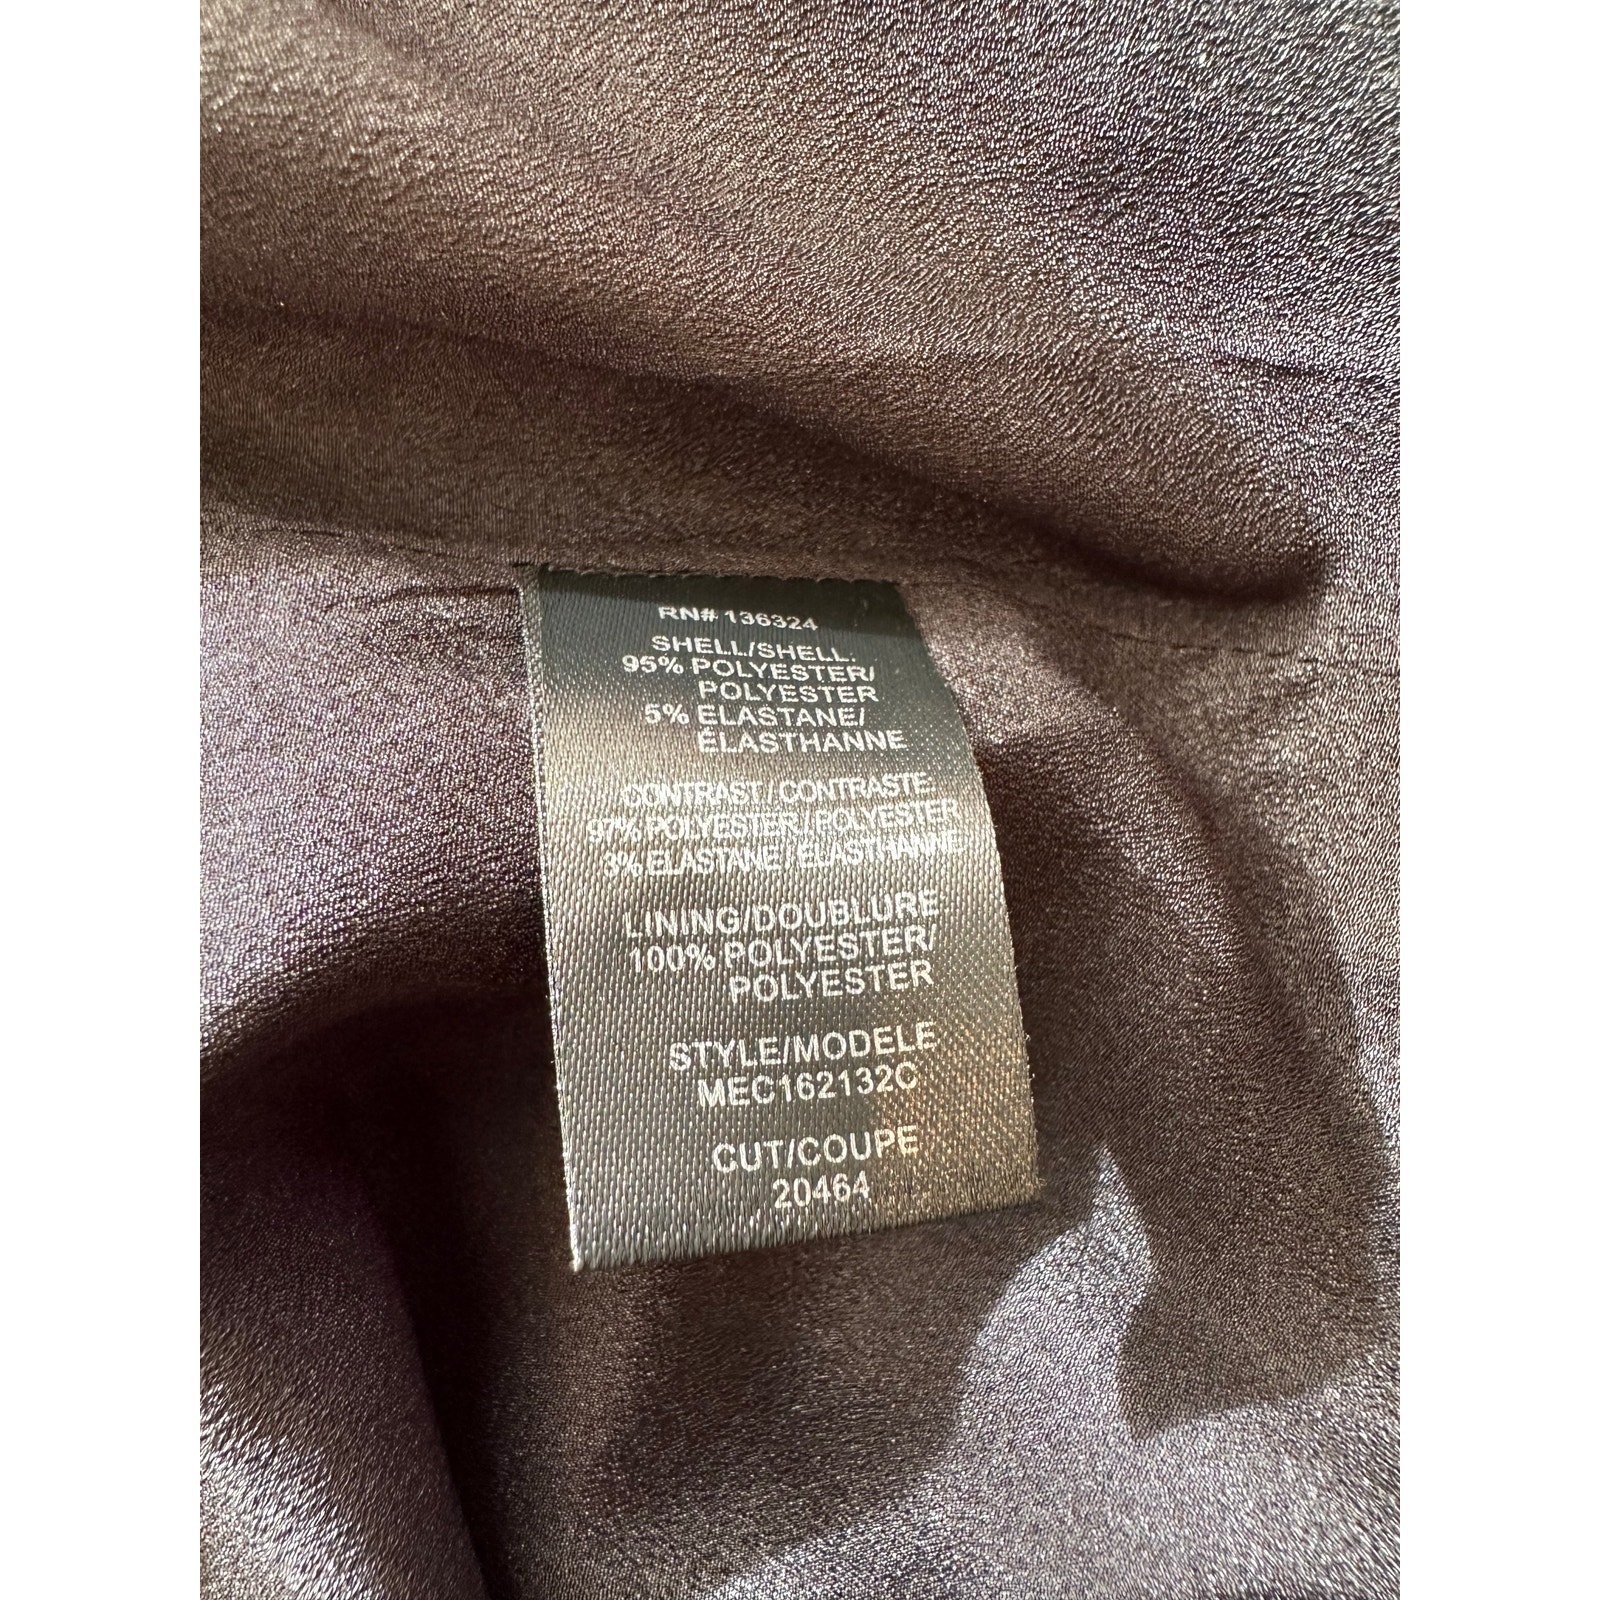 RN# 136324
SHELL/SHELL.
95% POLYESTER/
POLYESTER
5% ELASTANE/
ÉLASTHANNE
CONTRAST / CONTRASTE
97% POLYESTER / POLYESTER
3% ELASTANE / ÉLASTHANNE
LINING/DOUBLURE
100% POLYESTER/
POLYESTER
STYLE/MODELE
MEC162132C
CUT/COUPE
20464